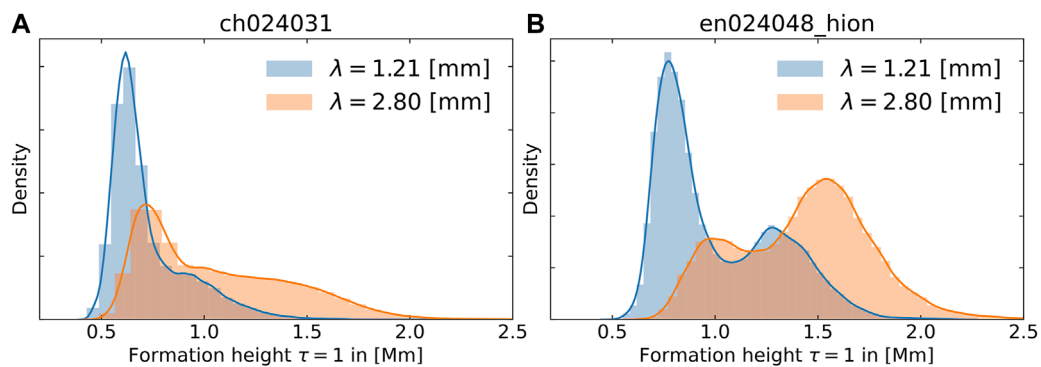 A
ch024031
λ = 1.21 [mm]
λ = 2.80 [mm]
Density
0.5 1.0 1.5 2.0 2.5
Formation height τ = 1 in [Mm]
B
en024048_hion
λ = 1.21 [mm]
λ = 2.80 [mm]
Density
0.5 1.0 1.5 2.0 2.5
Formation height τ = 1 in [Mm]